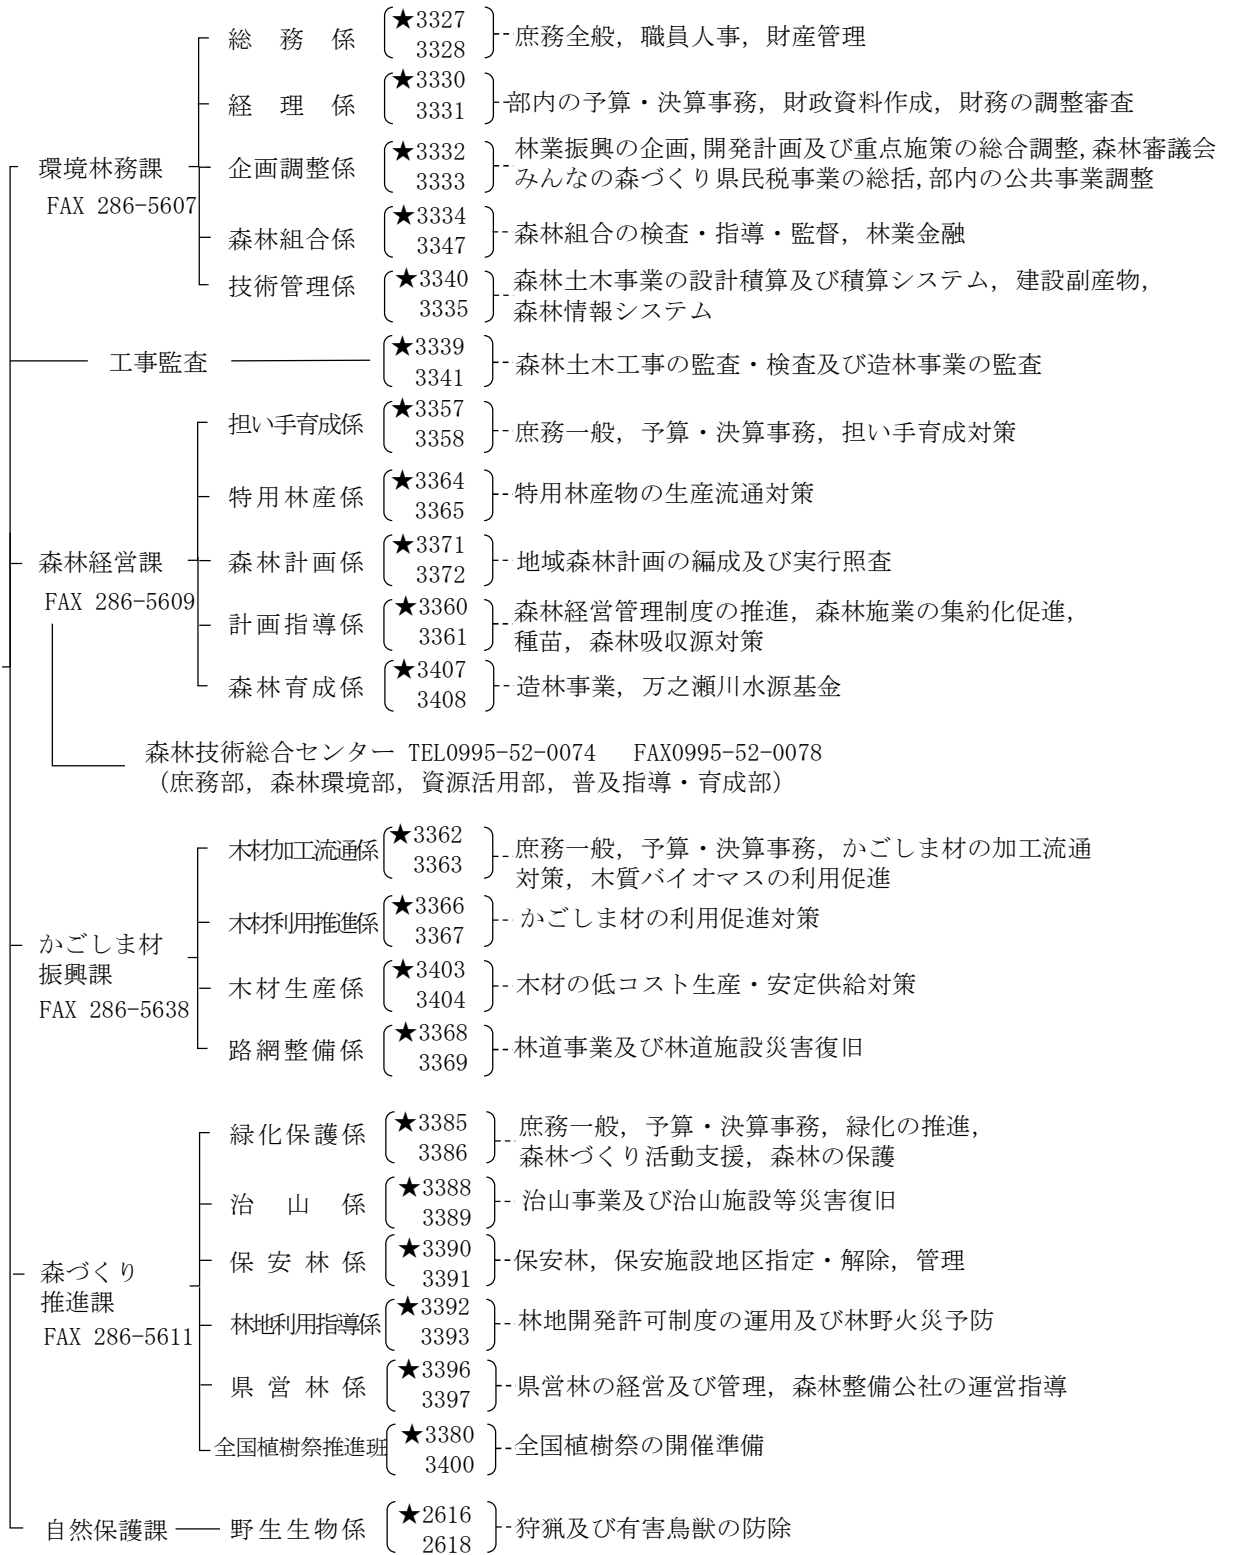 総務係 ★3327 庶務全般，職員人事，財産管理
3328
経理係 ★3330 部内の予算・決算事務，財政資料作成，財務の調整審査
3331
環境林務課 企画調整係 ★3332 林業振興の企画,開発計画及び重点施策の総合調整,森林審議会
3333 みんなの森づくり県民税事業の総括,部内の公共事業調整
FAX 286-5607
森林組合係 ★3334 森林組合の検査・指導・監督，林業金融
3347
技術管理係 ★3340 森林土木事業の設計積算及び積算システム，建設副産物，
3335 森林情報システム
工事監査 ★3339 森林土木工事の監査・検査及び造林事業の監査
3341
担い手育成係 ★3357 庶務一般，予算・決算事務，担い手育成対策
3358
特用林産係 ★3364 特用林産物の生産流通対策
3365
森林経営課 森林計画係 ★3371 地域森林計画の編成及び実行照査
3372
FAX 286-5609
計画指導係 ★3360 森林経営管理制度の推進，森林施業の集約化促進，
3361 種苗，森林吸収源対策
森林育成係 ★3407 造林事業，万之瀬川水源基金
3408
森林技術総合センター TEL0995-52-0074 FAX0995-52-0078
（庶務部，森林環境部，資源活用部，普及指導・育成部）
木材加工流通係 ★3362 庶務一般，予算・決算事務，かごしま材の加工流通
3363 対策，木質バイオマスの利用促進
木材利用推進係 ★3366 かごしま材の利用促進対策
3367
かごしま材
振興課
FAX 286-5638
木材生産係 ★3403 木材の低コスト生産・安定供給対策
3404
路網整備係 ★3368 林道事業及び林道施設災害復旧
3369
緑化保護係 ★3385 庶務一般，予算・決算事務，緑化の推進，
3386 森林づくり活動支援，森林の保護
治山係 ★3388 治山事業及び治山施設等災害復旧
3389
保安林係 ★3390 保安林，保安施設地区指定・解除，管理
3391
森づくり
推進課
FAX 286-5611
林地利用指導係 ★3392 林地開発許可制度の運用及び林野火災予防
3393
県営林係 ★3396 県営林の経営及び管理，森林整備公社の運営指導
3397
全国植樹祭推進班 ★3380 全国植樹祭の開催準備
3400
自然保護課 野生生物係 ★2616 狩猟及び有害鳥獣の防除
2618